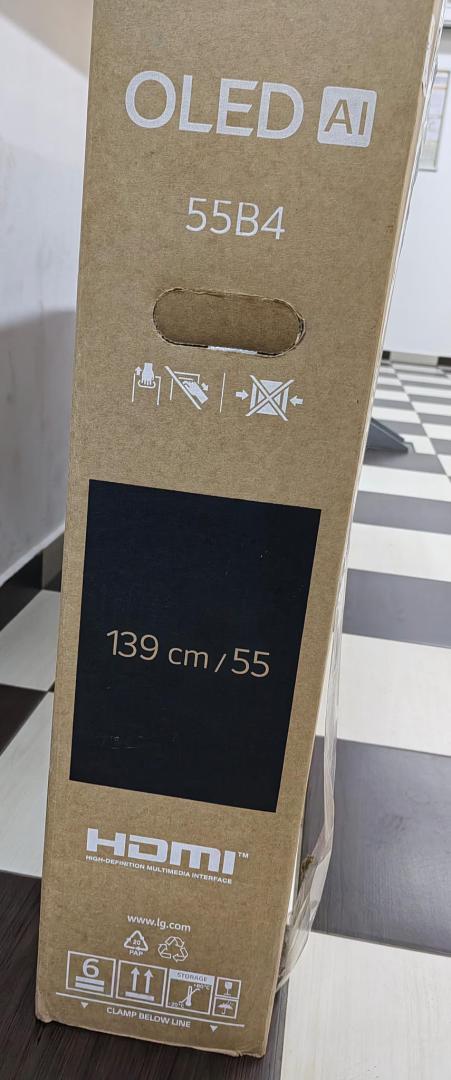 OLED AI
55B4
139 cm / 55
HDMI™
HIGH-DEFINITION MULTIMEDIA INTERFACE
www.lg.com
20
PAP
6
STORAGE
CLAMP BELOW LINE